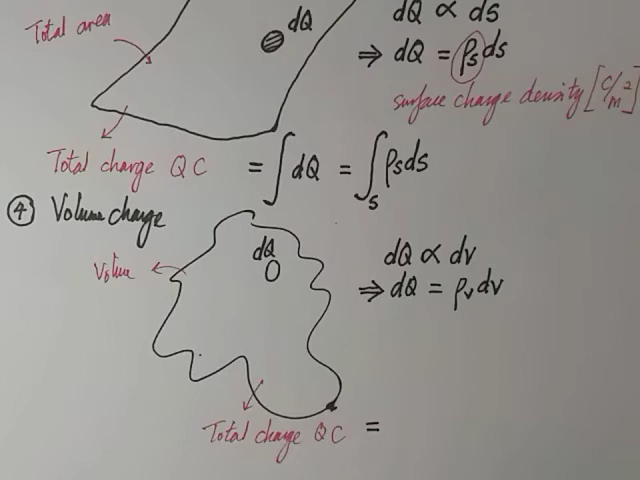 Total area
dQ
dQ ∝ ds
⇒ dQ = ρs ds
surface charge density [C/m²]
Total charge Q C = ∫dQ = ∫s ρs ds
④ Volume charge
dQ
Volume
dQ ∝ dv
⇒ dQ = ρv dv
Total charge Q C =